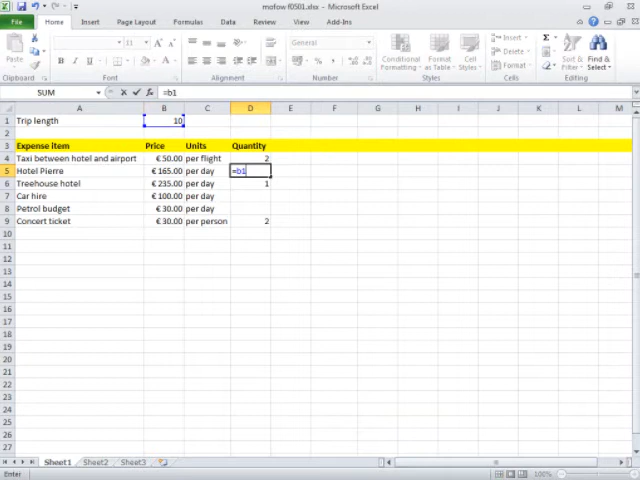 mofow f0501.xlsx - Microsoft Excel
File Home Insert Page Layout Formulas Data Review View Add-Ins
Paste
11
General
Conditional Formatting
Format as Table
Cell Styles
Insert
Delete
Format
Sort & Filter
Find & Select
Clipboard Font Alignment Number Styles Cells Editing
SUM fx =b1
A B C D E F G H I J K L M
1 Trip length 10
2
3 Expense item Price Units Quantity
4 Taxi between hotel and airport € 50.00 per flight 2
5 Hotel Pierre € 165.00 per day =b1
6 Treehouse hotel € 235.00 per day 1
7 Car hire € 100.00 per day
8 Petrol budget € 30.00 per day
9 Concert ticket € 30.00 per person 2
10
11
12
13
14
15
16
17
18
19
20
21
22
23
24
25
26
27
Sheet1 Sheet2 Sheet3
Enter 100%